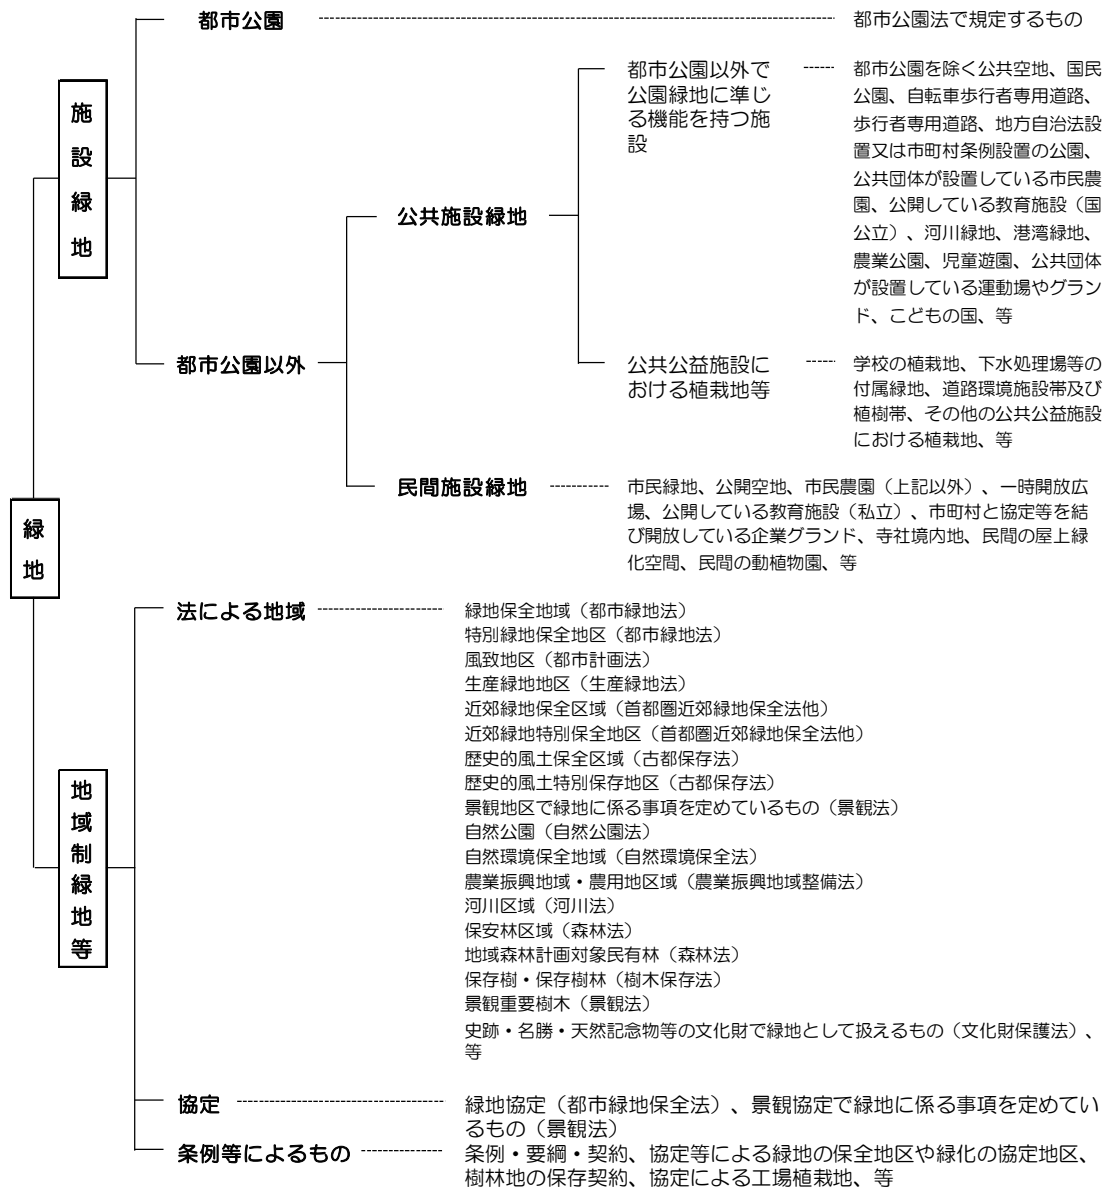 緑地
施設緑地
都市公園
都市公園法で規定するもの
都市公園以外
公共施設緑地
都市公園以外で
公園緑地に準じ
る機能を持つ施
設
都市公園を除く公共空地、国民
公園、自転車歩行者専用道路、
歩行者専用道路、地方自治法設
置又は市町村条例設置の公園、
公共団体が設置している市民農
園、公開している教育施設（国
公立）、河川緑地、港湾緑地、
農業公園、児童遊園、公共団体
が設置している運動場やグラン
ド、こどもの国、等
公共公益施設に
おける植栽地等
学校の植栽地、下水処理場等の
付属緑地、道路環境施設帯及び
植樹帯、その他の公共公益施設
における植栽地、等
民間施設緑地
市民緑地、公開空地、市民農園（上記以外）、一時開放広
場、公開している教育施設（私立）、市町村と協定等を結
び開放している企業グランド、寺社境内地、民間の屋上緑
化空間、民間の動植物園、等
地域制緑地等
法による地域
緑地保全地域（都市緑地法）
特別緑地保全地区（都市緑地法）
風致地区（都市計画法）
生産緑地地区（生産緑地法）
近郊緑地保全区域（首都圏近郊緑地保全法他）
近郊緑地特別保全地区（首都圏近郊緑地保全法他）
歴史的風土保全区域（古都保存法）
歴史的風土特別保存地区（古都保存法）
景観地区で緑地に係る事項を定めているもの（景観法）
自然公園（自然公園法）
自然環境保全地域（自然環境保全法）
農業振興地域・農用地区域（農業振興地域整備法）
河川区域（河川法）
保安林区域（森林法）
地域森林計画対象民有林（森林法）
保存樹・保存樹林（樹木保存法）
景観重要樹木（景観法）
史跡・名勝・天然記念物等の文化財で緑地として扱えるもの（文化財保護法）、
等
協定
緑地協定（都市緑地保全法）、景観協定で緑地に係る事項を定めてい
るもの（景観法）
条例等によるもの
条例・要綱・契約、協定等による緑地の保全地区や緑化の協定地区、
樹林地の保存契約、協定による工場植栽地、等